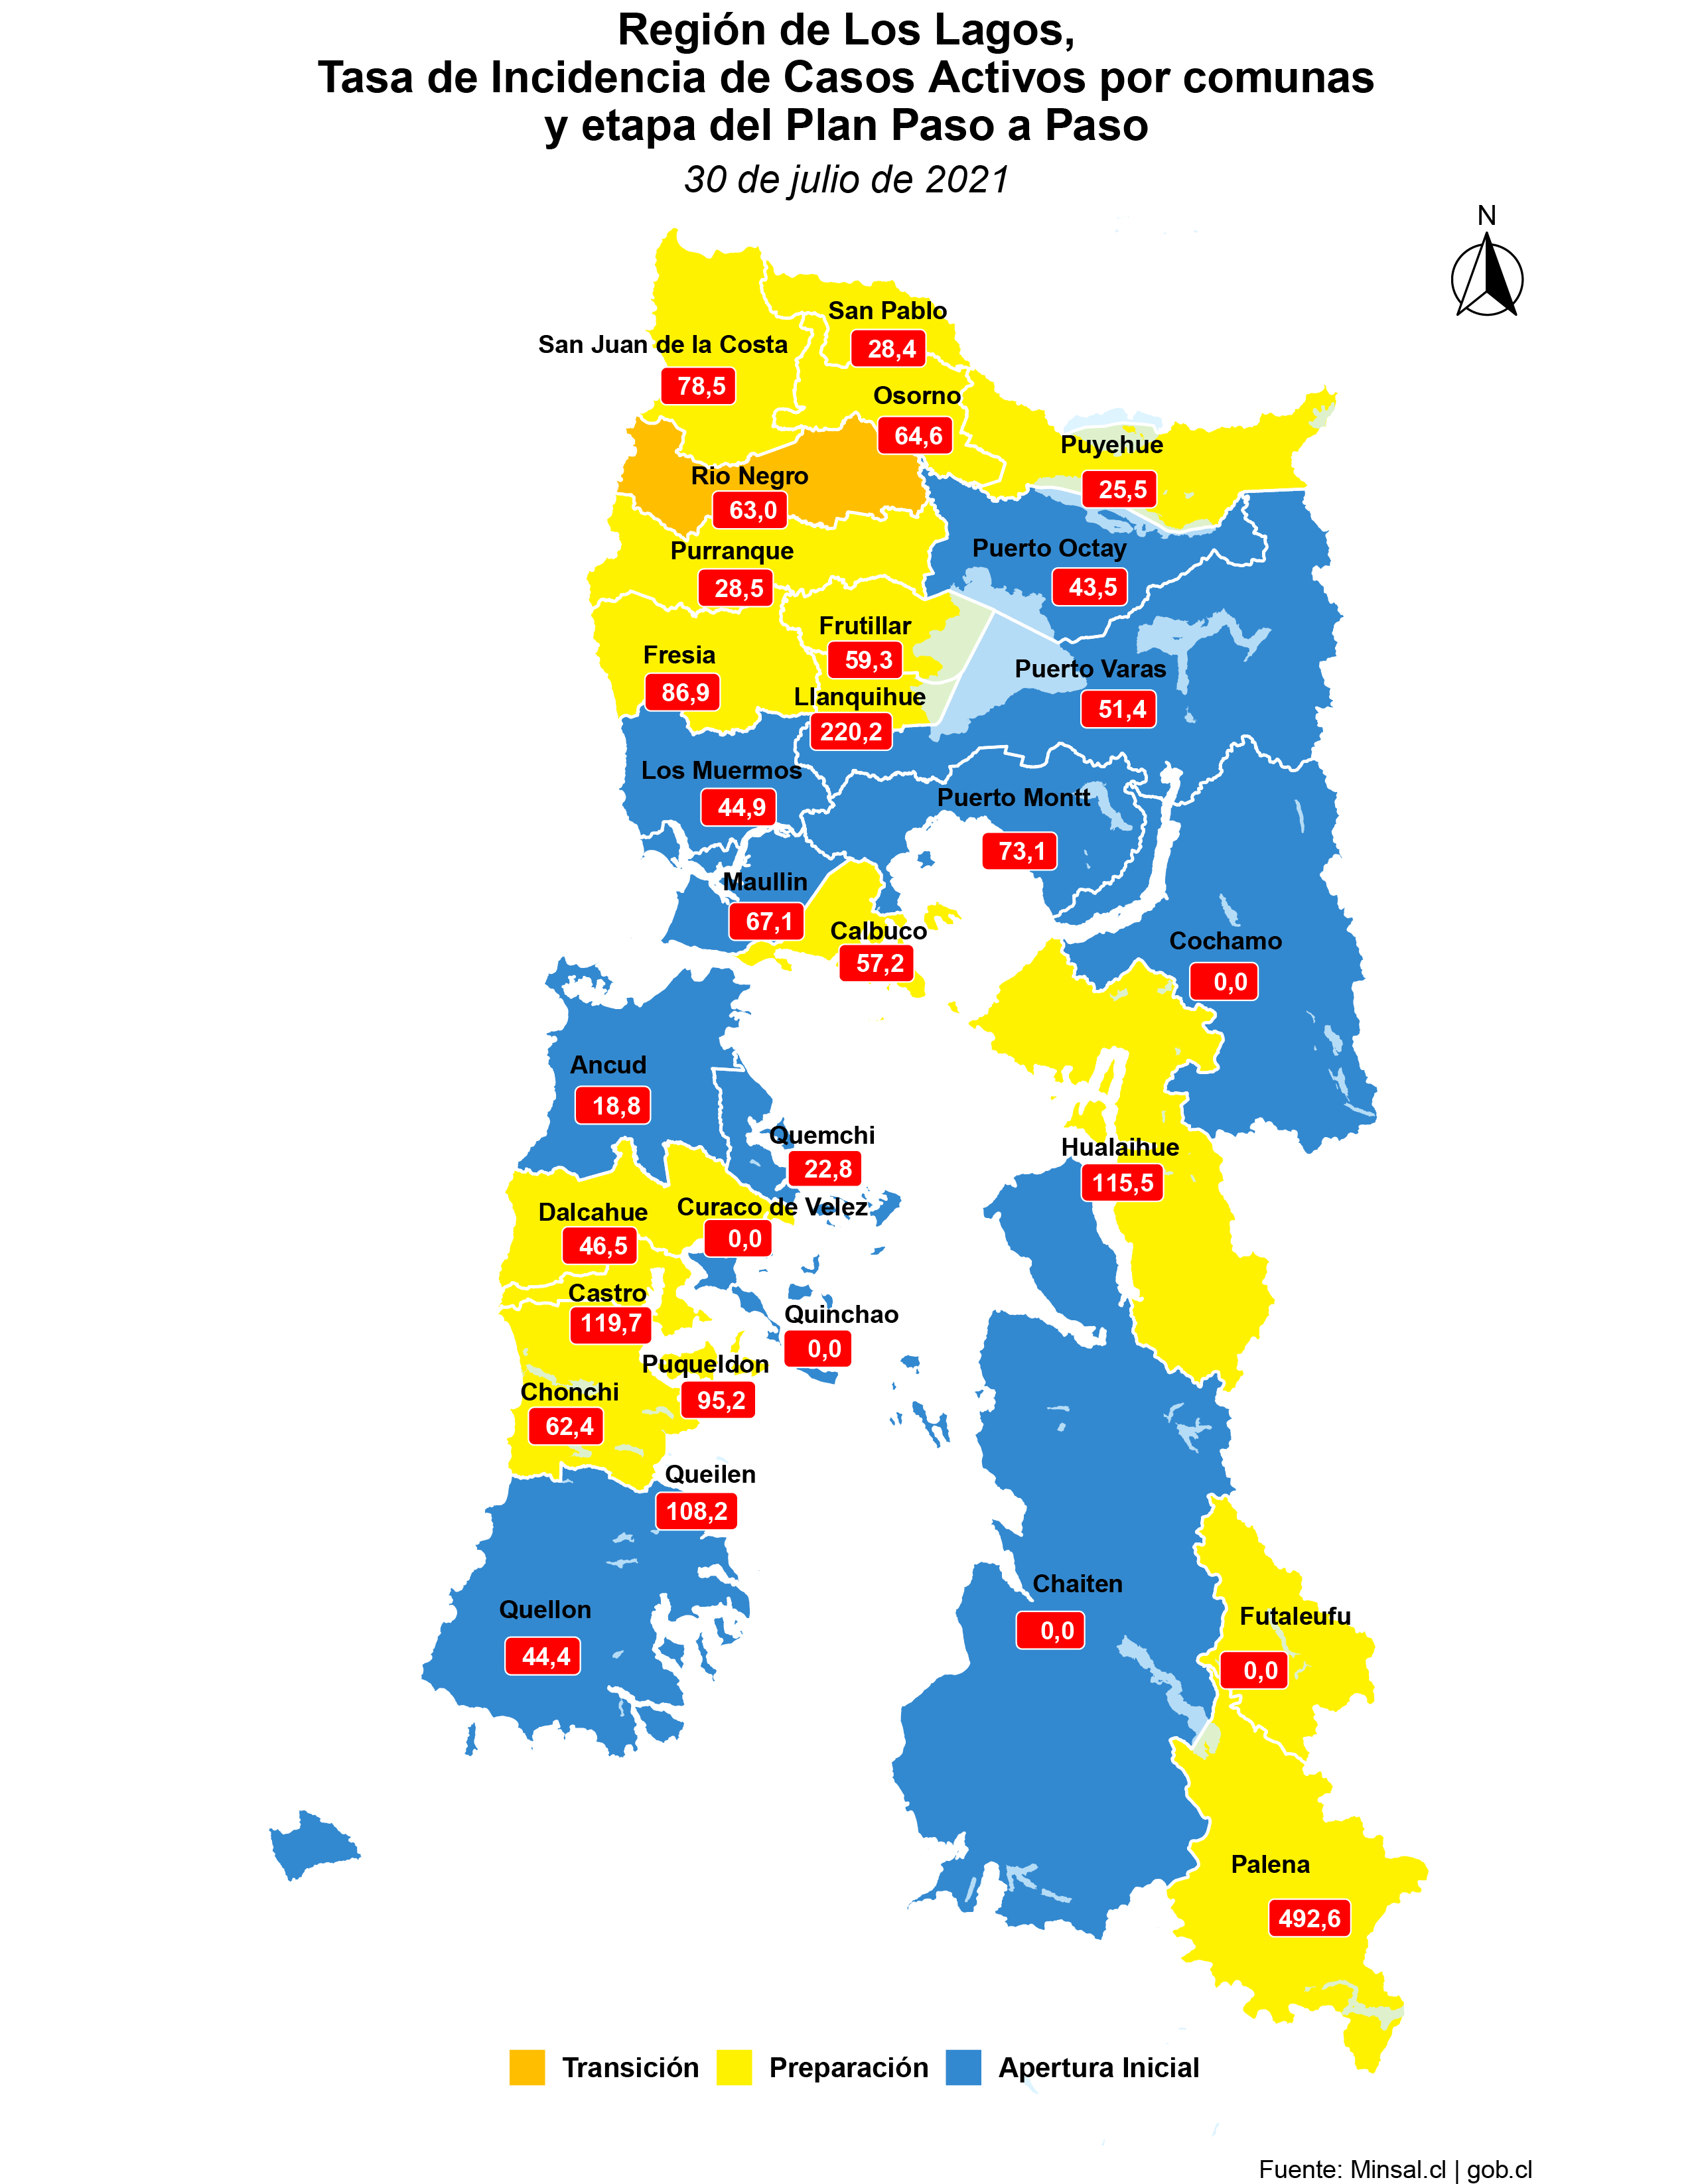 Región de Los Lagos,
Tasa de Incidencia de Casos Activos por comunas
y etapa del Plan Paso a Paso
30 de julio de 2021
N
San Pablo
28,4
San Juan de la Costa
78,5
Osorno
64,6
Puyehue
25,5
Rio Negro
63,0
Purranque
28,5
Puerto Octay
43,5
Frutillar
59,3
Fresia
86,9
Puerto Varas
51,4
Llanquihue
220,2
Los Muermos
44,9
Puerto Montt
73,1
Maullin
67,1
Calbuco
57,2
Cochamo
0,0
Ancud
18,8
Quemchi
22,8
Hualaihue
115,5
Dalcahue
46,5
Curaco de Velez
0,0
Castro
119,7
Quinchao
0,0
Puqueldon
95,2
Chonchi
62,4
Queilen
108,2
Chaiten
0,0
Quellon
44,4
Futaleufu
0,0
Palena
492,6
Transición Preparación Apertura Inicial
Fuente: Minsal.cl | gob.cl